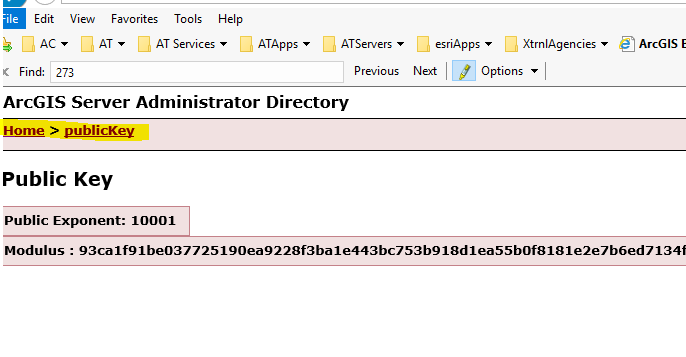 File Edit View Favorites Tools Help
AC AT AT Services ATApps ATServers esriApps XtrnlAgencies ArcGIS E
× Find: 273 Previous Next Options
ArcGIS Server Administrator Directory
Home > publicKey
Public Key
Public Exponent: 10001
Modulus : 93ca1f91be037725190ea9228f3ba1e443bc753b918d1ea55b0f8181e2e7b6ed7134f